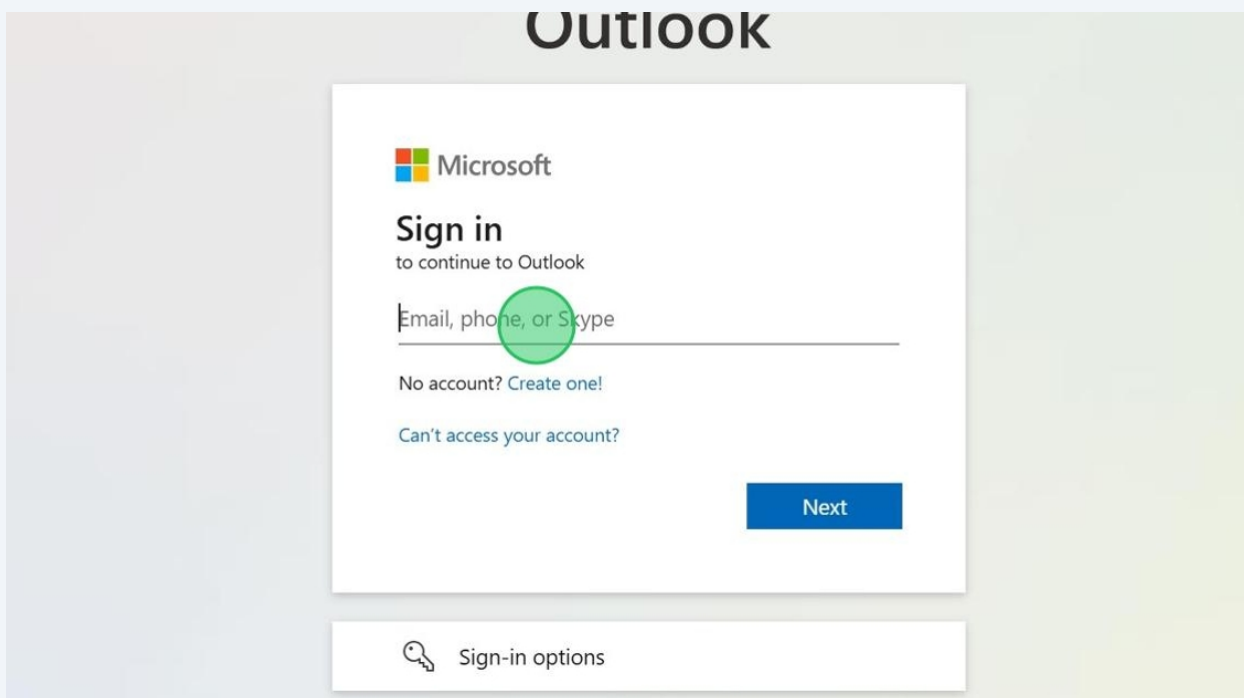 Outlook
Microsoft
Sign in
to continue to Outlook
Email, phone, or Skype
No account? Create one!
Can't access your account?
Next
Sign-in options